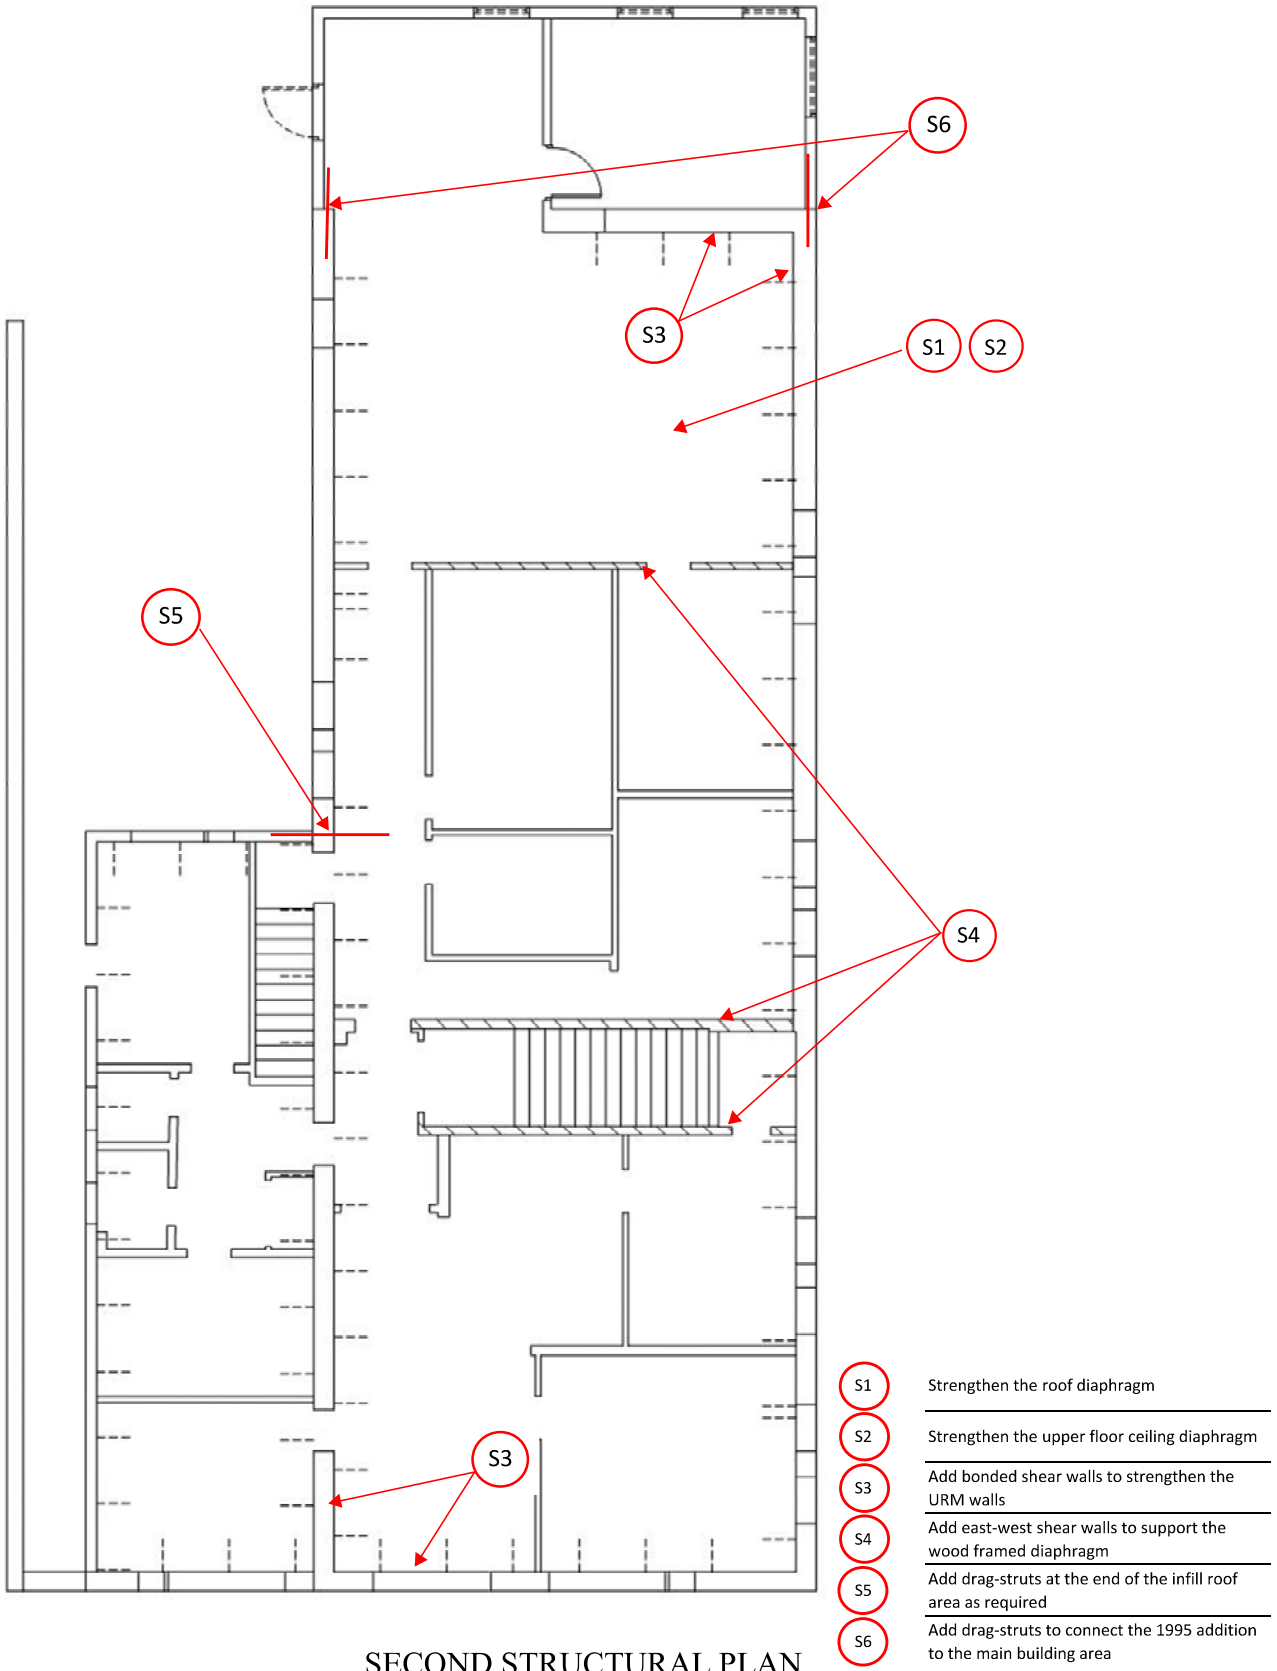 S6
S3
S1 S2
S5
S4
S3
S1 Strengthen the roof diaphragm
S2 Strengthen the upper floor ceiling diaphragm
S3 Add bonded shear walls to strengthen the
URM walls
S4 Add east-west shear walls to support the
wood framed diaphragm
S5 Add drag-struts at the end of the infill roof
area as required
S6 Add drag-struts to connect the 1995 addition
to the main building area
SECOND STRUCTURAL PLAN